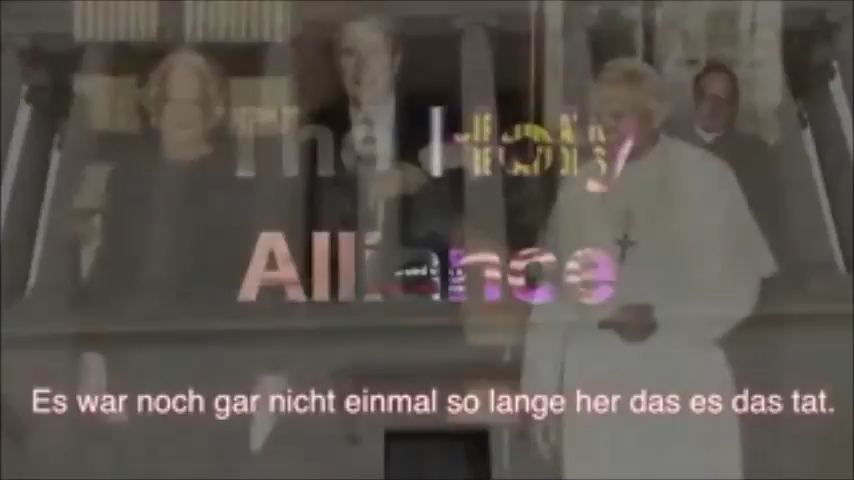 The Holy
Alliance
Es war noch gar nicht einmal so lange her das es das tat.